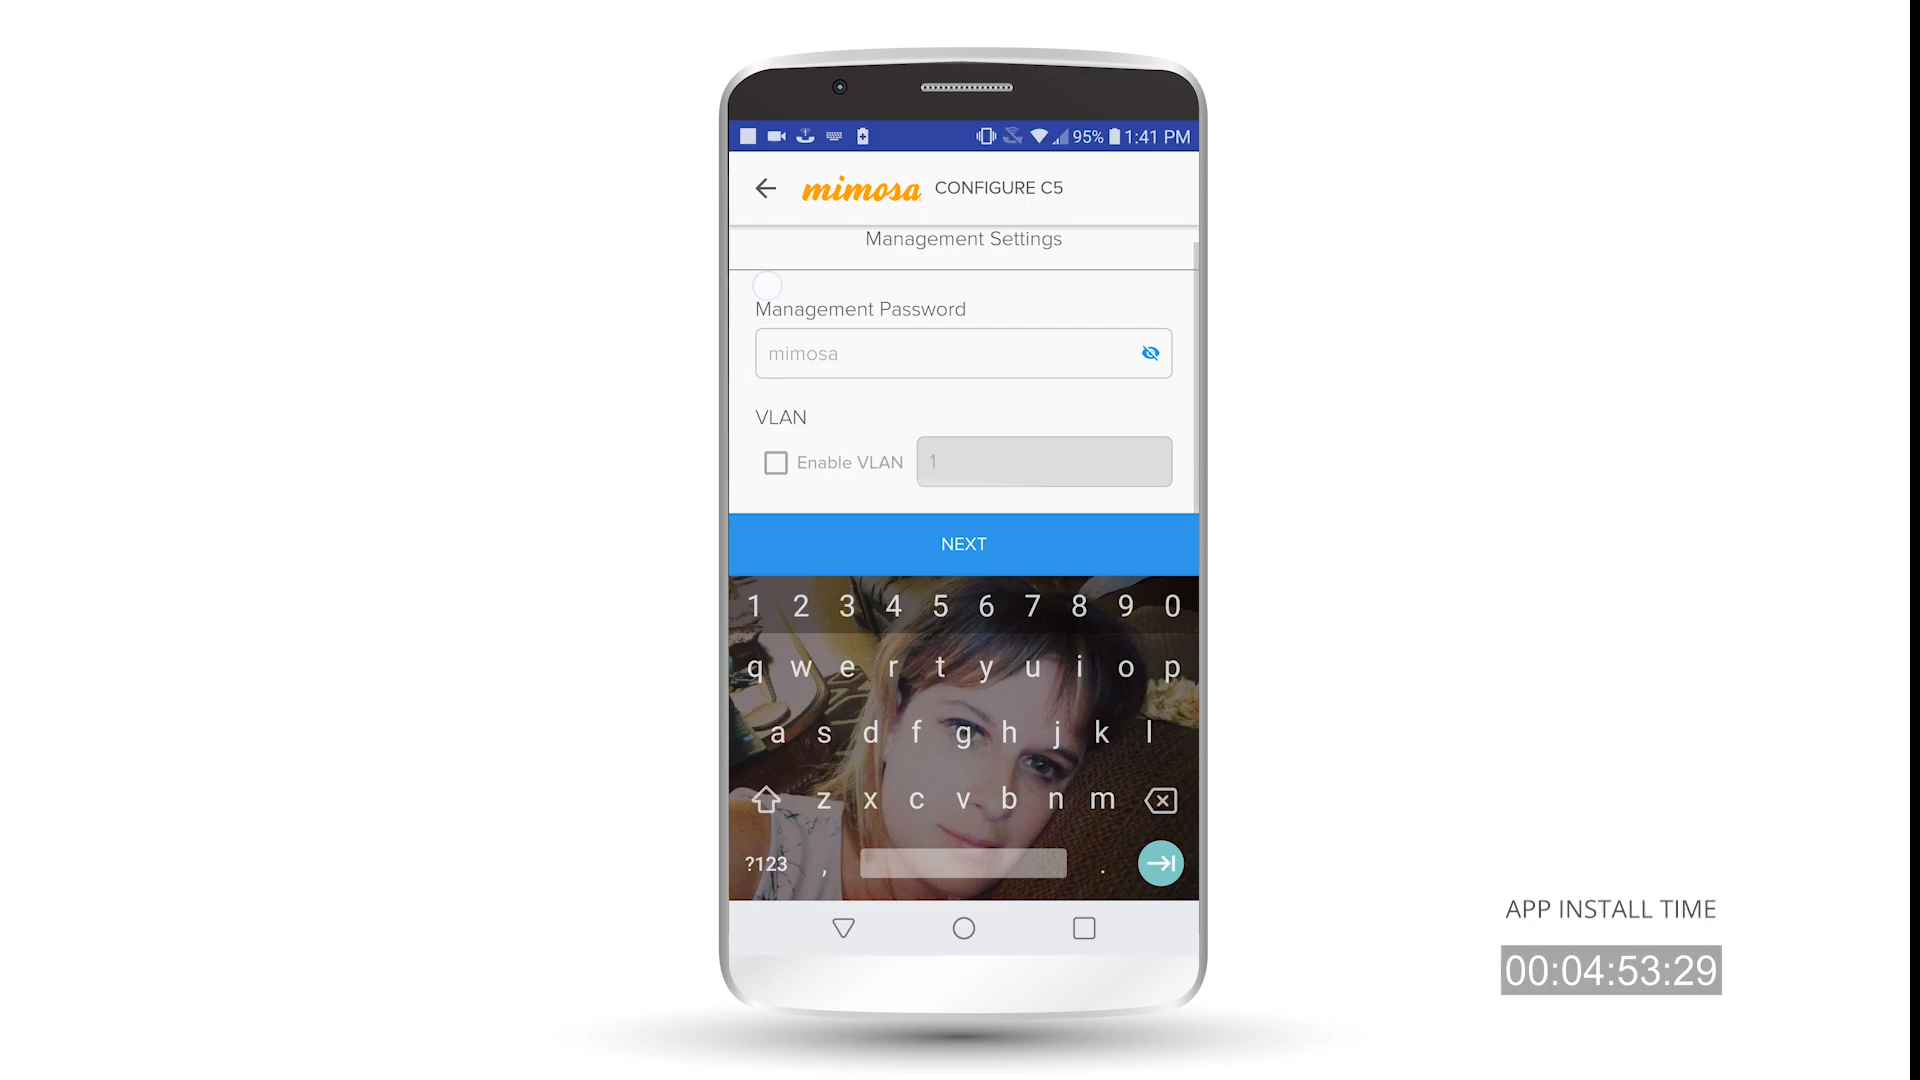 95% 1:41 PM
mimosa CONFIGURE C5
Management Settings
Management Password
mimosa
VLAN
Enable VLAN 1
NEXT
1 2 3 4 5 6 7 8 9 0
q w e r t y u i o p
a s d f g h j k l
z x c v b n m
?123 , .
APP INSTALL TIME
00:04:53:29